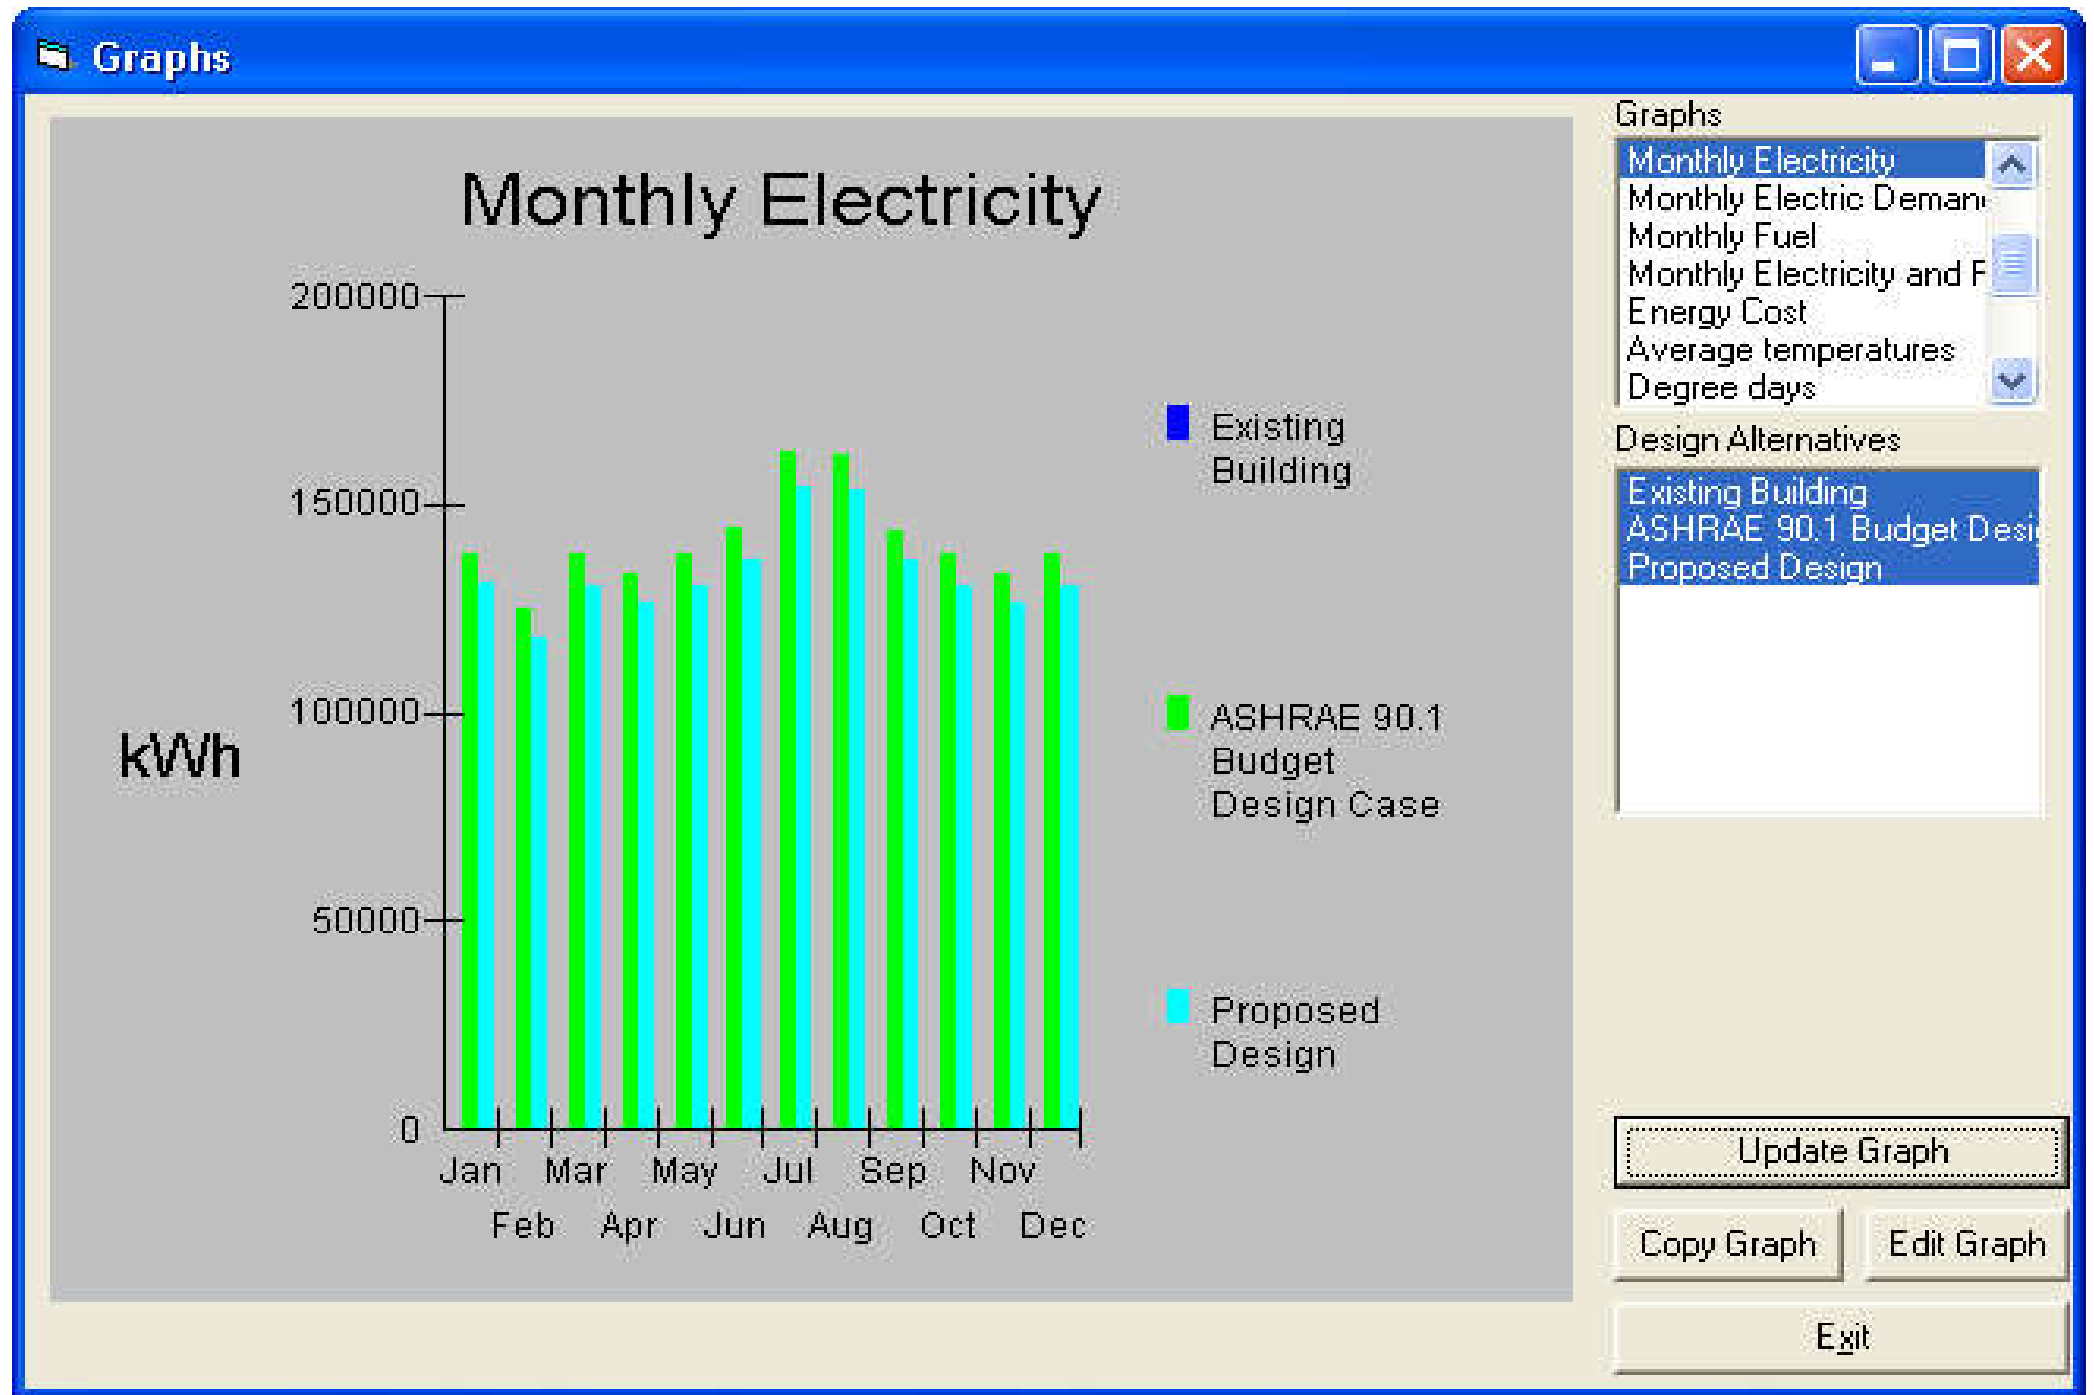 Graphs
Monthly Electricity
200000
150000
100000
50000
0
kWh
Jan Mar May Jul Sep Nov
Feb Apr Jun Aug Oct Dec
Existing
Building
ASHRAE 90.1
Budget
Design Case
Proposed
Design
Graphs
Monthly Electricity
Monthly Electric Deman
Monthly Fuel
Monthly Electricity and F
Energy Cost
Average temperatures
Degree days
Design Alternatives
Existing Building
ASHRAE 90.1 Budget Desi
Proposed Design
Update Graph
Copy Graph Edit Graph
Exit